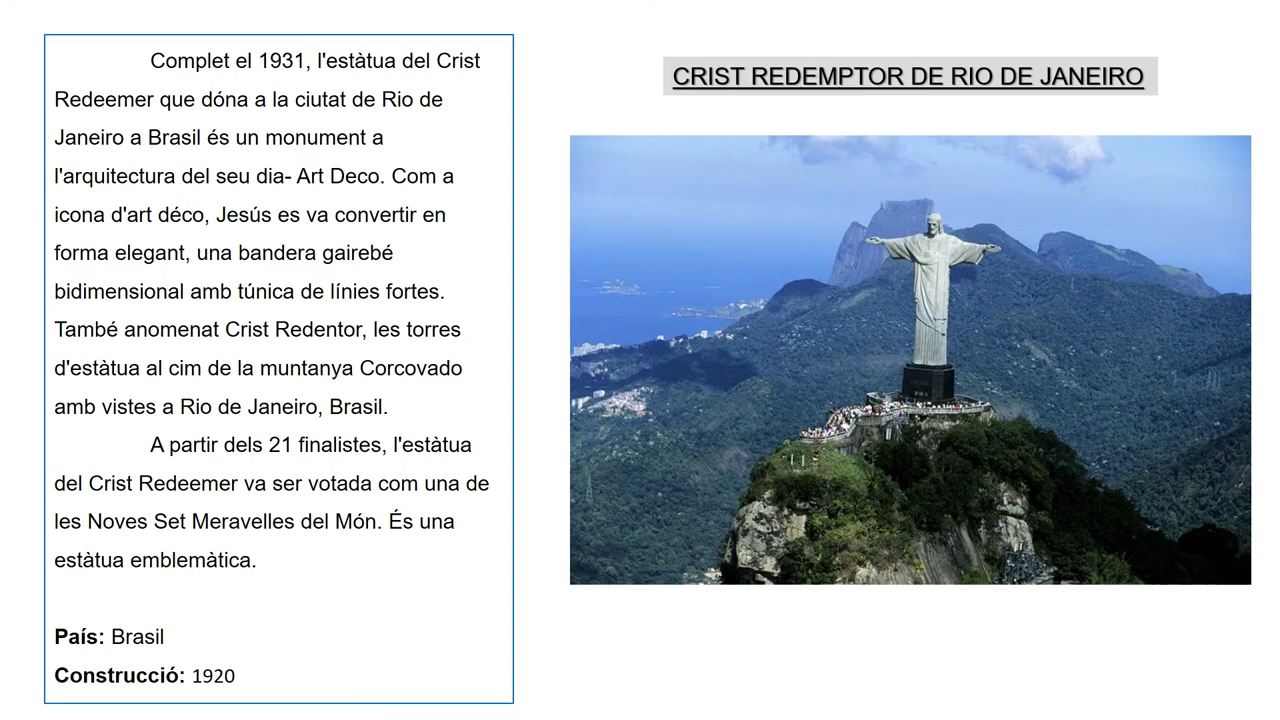 Complet el 1931, l'estàtua del Crist
Redeemer que dóna a la ciutat de Rio de
Janeiro a Brasil és un monument a
l'arquitectura del seu dia- Art Deco. Com a
icona d'art déco, Jesús es va convertir en
forma elegant, una bandera gairebé
bidimensional amb túnica de línies fortes.
També anomenat Crist Redentor, les torres
d'estàtua al cim de la muntanya Corcovado
amb vistes a Rio de Janeiro, Brasil.
A partir dels 21 finalistes, l'estàtua
del Crist Redeemer va ser votada com una de
les Noves Set Meravelles del Món. És una
estàtua emblemàtica.
País: Brasil
Construcció: 1920
CRIST REDEMPTOR DE RIO DE JANEIRO